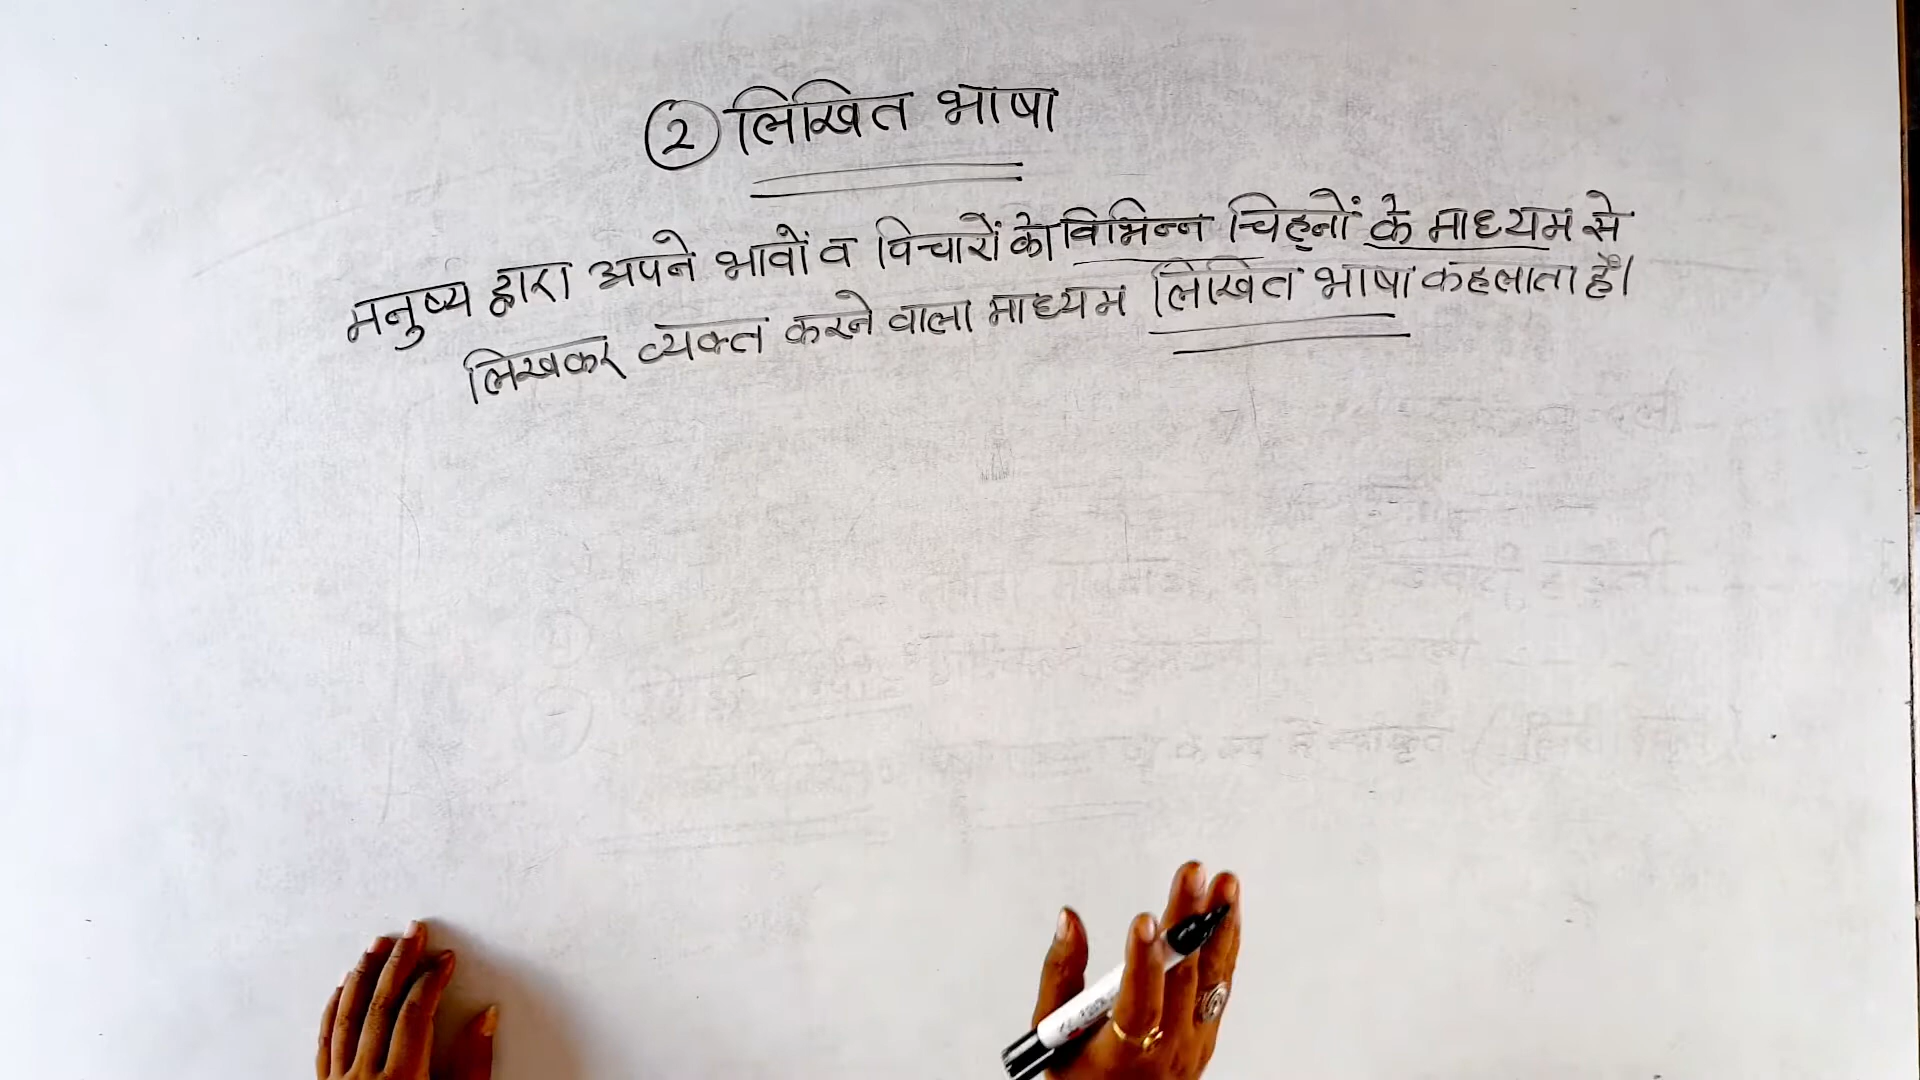 ② लिखित भाषा
मनुष्य द्वारा अपने भावों व विचारों को विभिन्न चिह्नों के माध्यम से
लिखकर व्यक्त करने वाला माध्यम लिखित भाषा कहलाता है।